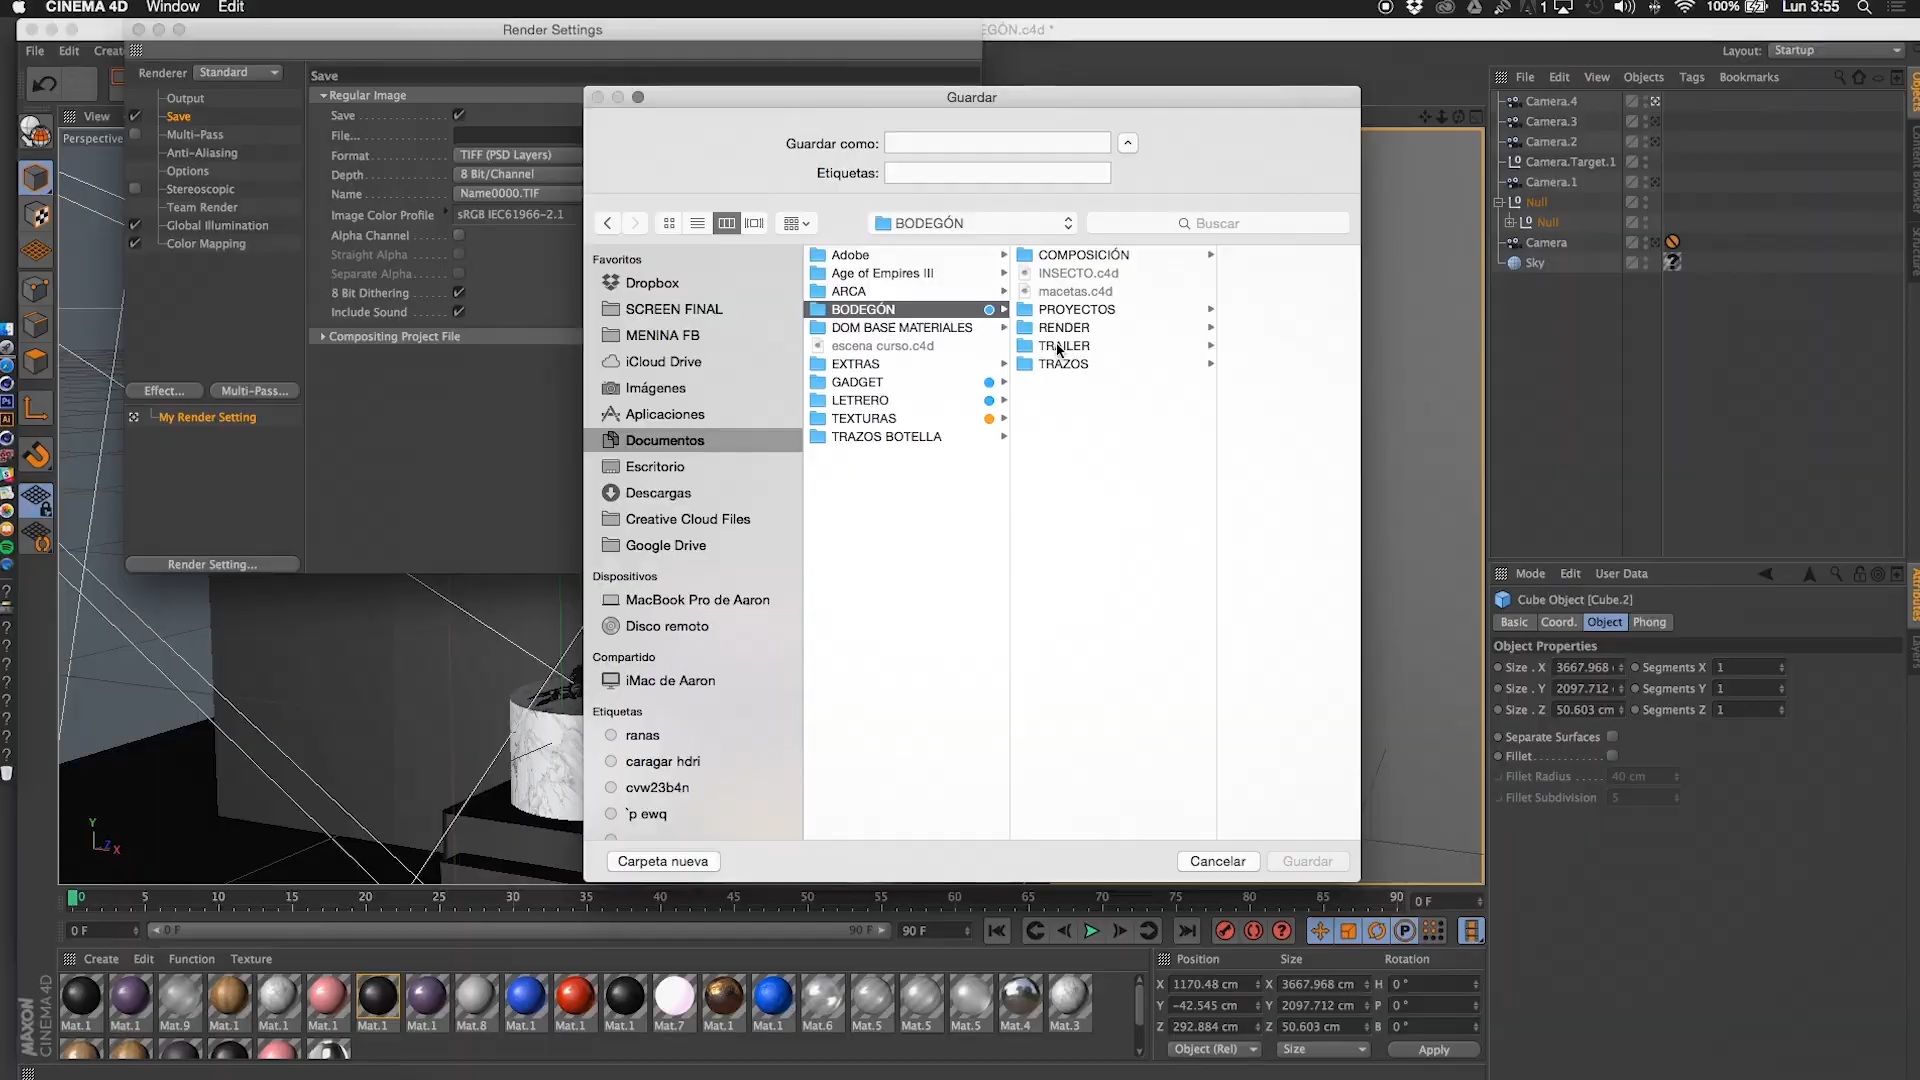 CINEMA 4D Window Edit
1 100% Lun 3:55
Render Settings
EGÓN.c4d *
File Edit Creat
Layout: Startup
Renderer Standard
Save
Output
Save
Multi-Pass
Anti-Aliasing
Options
Stereoscopic
Team Render
Global Illumination
Color Mapping
Effect... Multi-Pass...
My Render Setting
Render Setting...
Regular Image
Save
File...
Format TIFF (PSD Layers)
Depth 8 Bit/Channel
Name Name0000.TIF
Image Color Profile sRGB IEC61966-2.1
Alpha Channel
Straight Alpha
Separate Alpha
8 Bit Dithering
Include Sound
Compositing Project File
View
Perspective
Guardar
Guardar como:
Etiquetas:
BODEGÓN
Buscar
Favoritos
Dropbox
SCREEN FINAL
MENINA FB
iCloud Drive
Imágenes
Aplicaciones
Documentos
Escritorio
Descargas
Creative Cloud Files
Google Drive
Dispositivos
MacBook Pro de Aaron
Disco remoto
Compartido
iMac de Aaron
Etiquetas
ranas
caragar hdri
cvw23b4n
`p ewq
Adobe
Age of Empires III
ARCA
BODEGÓN
DOM BASE MATERIALES
escena curso.c4d
EXTRAS
GADGET
LETRERO
TEXTURAS
TRAZOS BOTELLA
COMPOSICIÓN
INSECTO.c4d
macetas.c4d
PROYECTOS
RENDER
TRAILER
TRAZOS
Carpeta nueva
Cancelar Guardar
File Edit View Objects Tags Bookmarks
Camera.4
Camera.3
Camera.2
Camera.Target.1
Camera.1
Null
Null
Camera
Sky
Objects
Content Browser
Structure
Mode Edit User Data
Cube Object [Cube.2]
Basic Coord. Object Phong
Object Properties
Size . X 3667.968 Segments X 1
Size . Y 2097.712 Segments Y 1
Size . Z 50.603 cm Segments Z 1
Separate Surfaces
Fillet
Fillet Radius 40 cm
Fillet Subdivision 5
Attributes
Layers
Y
Z X
0 5 10 15 20 25 30 35 40 45 50 55 60 65 70 75 80 85 90 0 F
0 F 0 F 90 F 90 F
Create Edit Function Texture
Mat.1 Mat.1 Mat.9 Mat.1 Mat.1 Mat.1 Mat.1 Mat.1 Mat.8 Mat.1 Mat.1 Mat.1 Mat.7 Mat.1 Mat.1 Mat.6 Mat.5 Mat.5 Mat.5 Mat.4 Mat.3
MAXON CINEMA 4D
Position Size Rotation
X 1170.48 cm X 3667.968 cm H 0 °
Y -42.545 cm Y 2097.712 cm P 0 °
Z 292.884 cm Z 50.603 cm B 0 °
Object (Rel) Size Apply